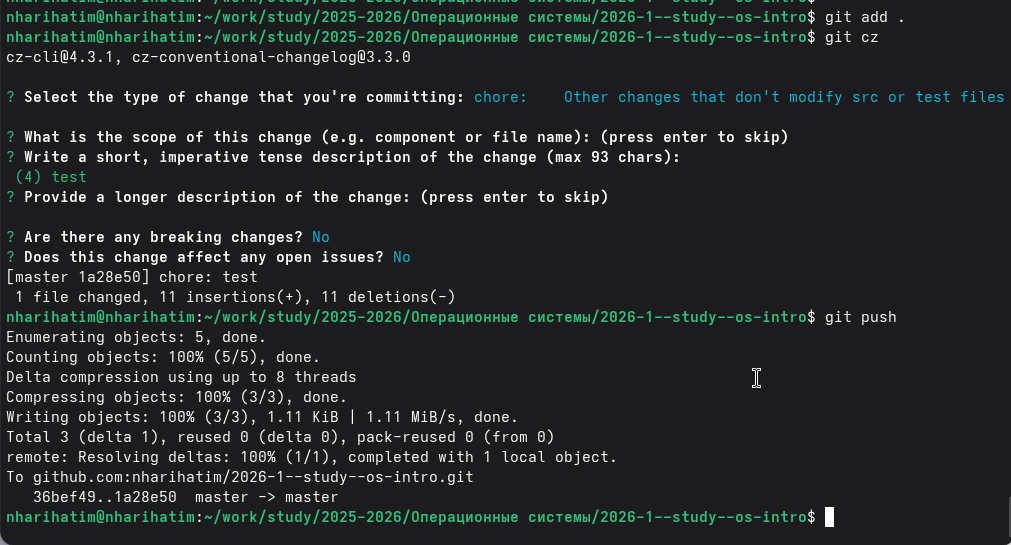 nharihatim@nharihatim:~/work/study/2025-2026/Операционные системы/2026-1--study--os-intro$ git add .
nharihatim@nharihatim:~/work/study/2025-2026/Операционные системы/2026-1--study--os-intro$ git cz
cz-cli@4.3.1, cz-conventional-changelog@3.3.0
? Select the type of change that you're committing: chore:    Other changes that don't modify src or test files
? What is the scope of this change (e.g. component or file name): (press enter to skip)
? Write a short, imperative tense description of the change (max 93 chars):
 (4) test
? Provide a longer description of the change: (press enter to skip)
? Are there any breaking changes? No
? Does this change affect any open issues? No
[master 1a28e50] chore: test
 1 file changed, 11 insertions(+), 11 deletions(-)
nharihatim@nharihatim:~/work/study/2025-2026/Операционные системы/2026-1--study--os-intro$ git push
Enumerating objects: 5, done.
Counting objects: 100% (5/5), done.
Delta compression using up to 8 threads
Compressing objects: 100% (3/3), done.
Writing objects: 100% (3/3), 1.11 KiB | 1.11 MiB/s, done.
Total 3 (delta 1), reused 0 (delta 0), pack-reused 0 (from 0)
remote: Resolving deltas: 100% (1/1), completed with 1 local object.
To github.com:nharihatim/2026-1--study--os-intro.git
   36bef49..1a28e50  master -> master
nharihatim@nharihatim:~/work/study/2025-2026/Операционные системы/2026-1--study--os-intro$